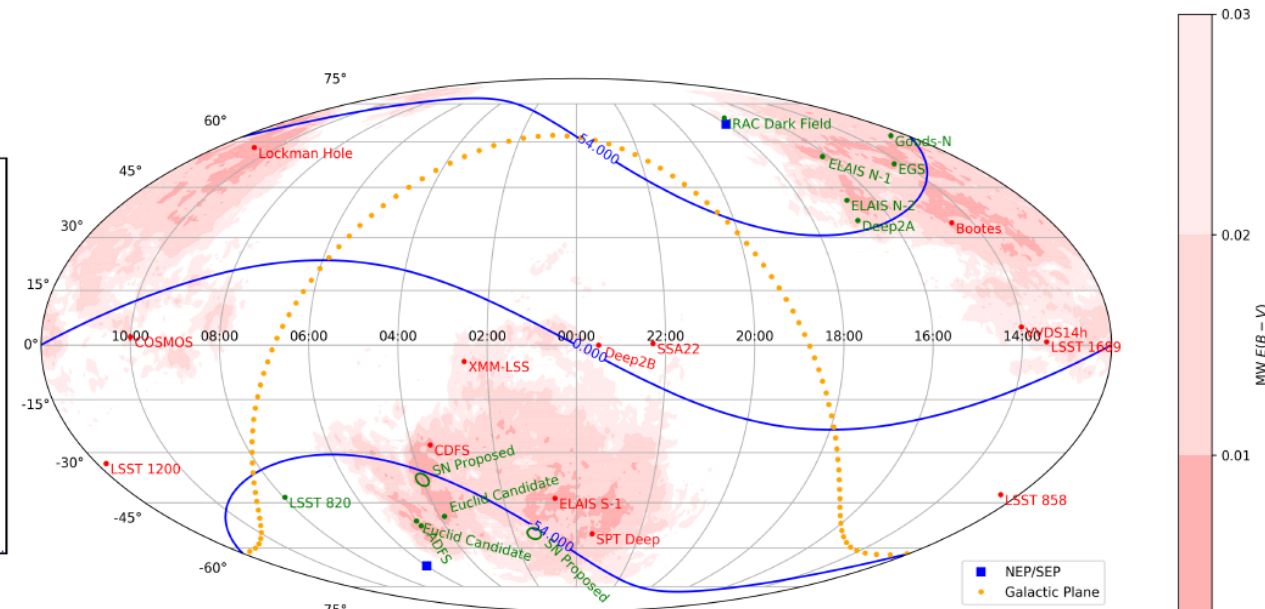 0.03
75°
60°
54.000
IRAC Dark Field
Goods-N
Lockman Hole
45°
ELAIS N-1
EGS
ELAIS N-2
30°
Deep2A
Bootes
0.02
15°
10:00
08:00
06:00
04:00
02:00
00:00
22:00
20:00
18:00
16:00
14:00
VVDS14h
0°
COSMOS
0.000
Deep2B
SSA22
LSST 1689
XMM-LSS
MW E(B − V)
-15°
CDFS
SN Proposed
0.01
-30°
LSST 1200
Euclid Candidate
LSST 820
ELAIS S-1
LSST 858
-45°
Euclid Candidate
-54.000
SPT Deep
EADFS
SN Proposed
-60°
NEP/SEP
Galactic Plane
-75°